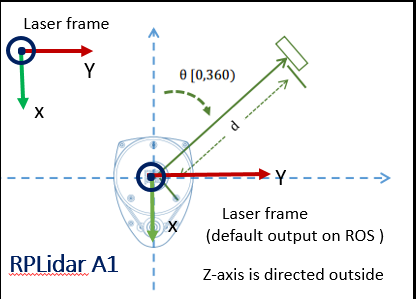 Laser frame
Y
θ [0,360)
X
d
Y
Laser frame
X
(default output on ROS )
RPLidar A1
Z-axis is directed outside